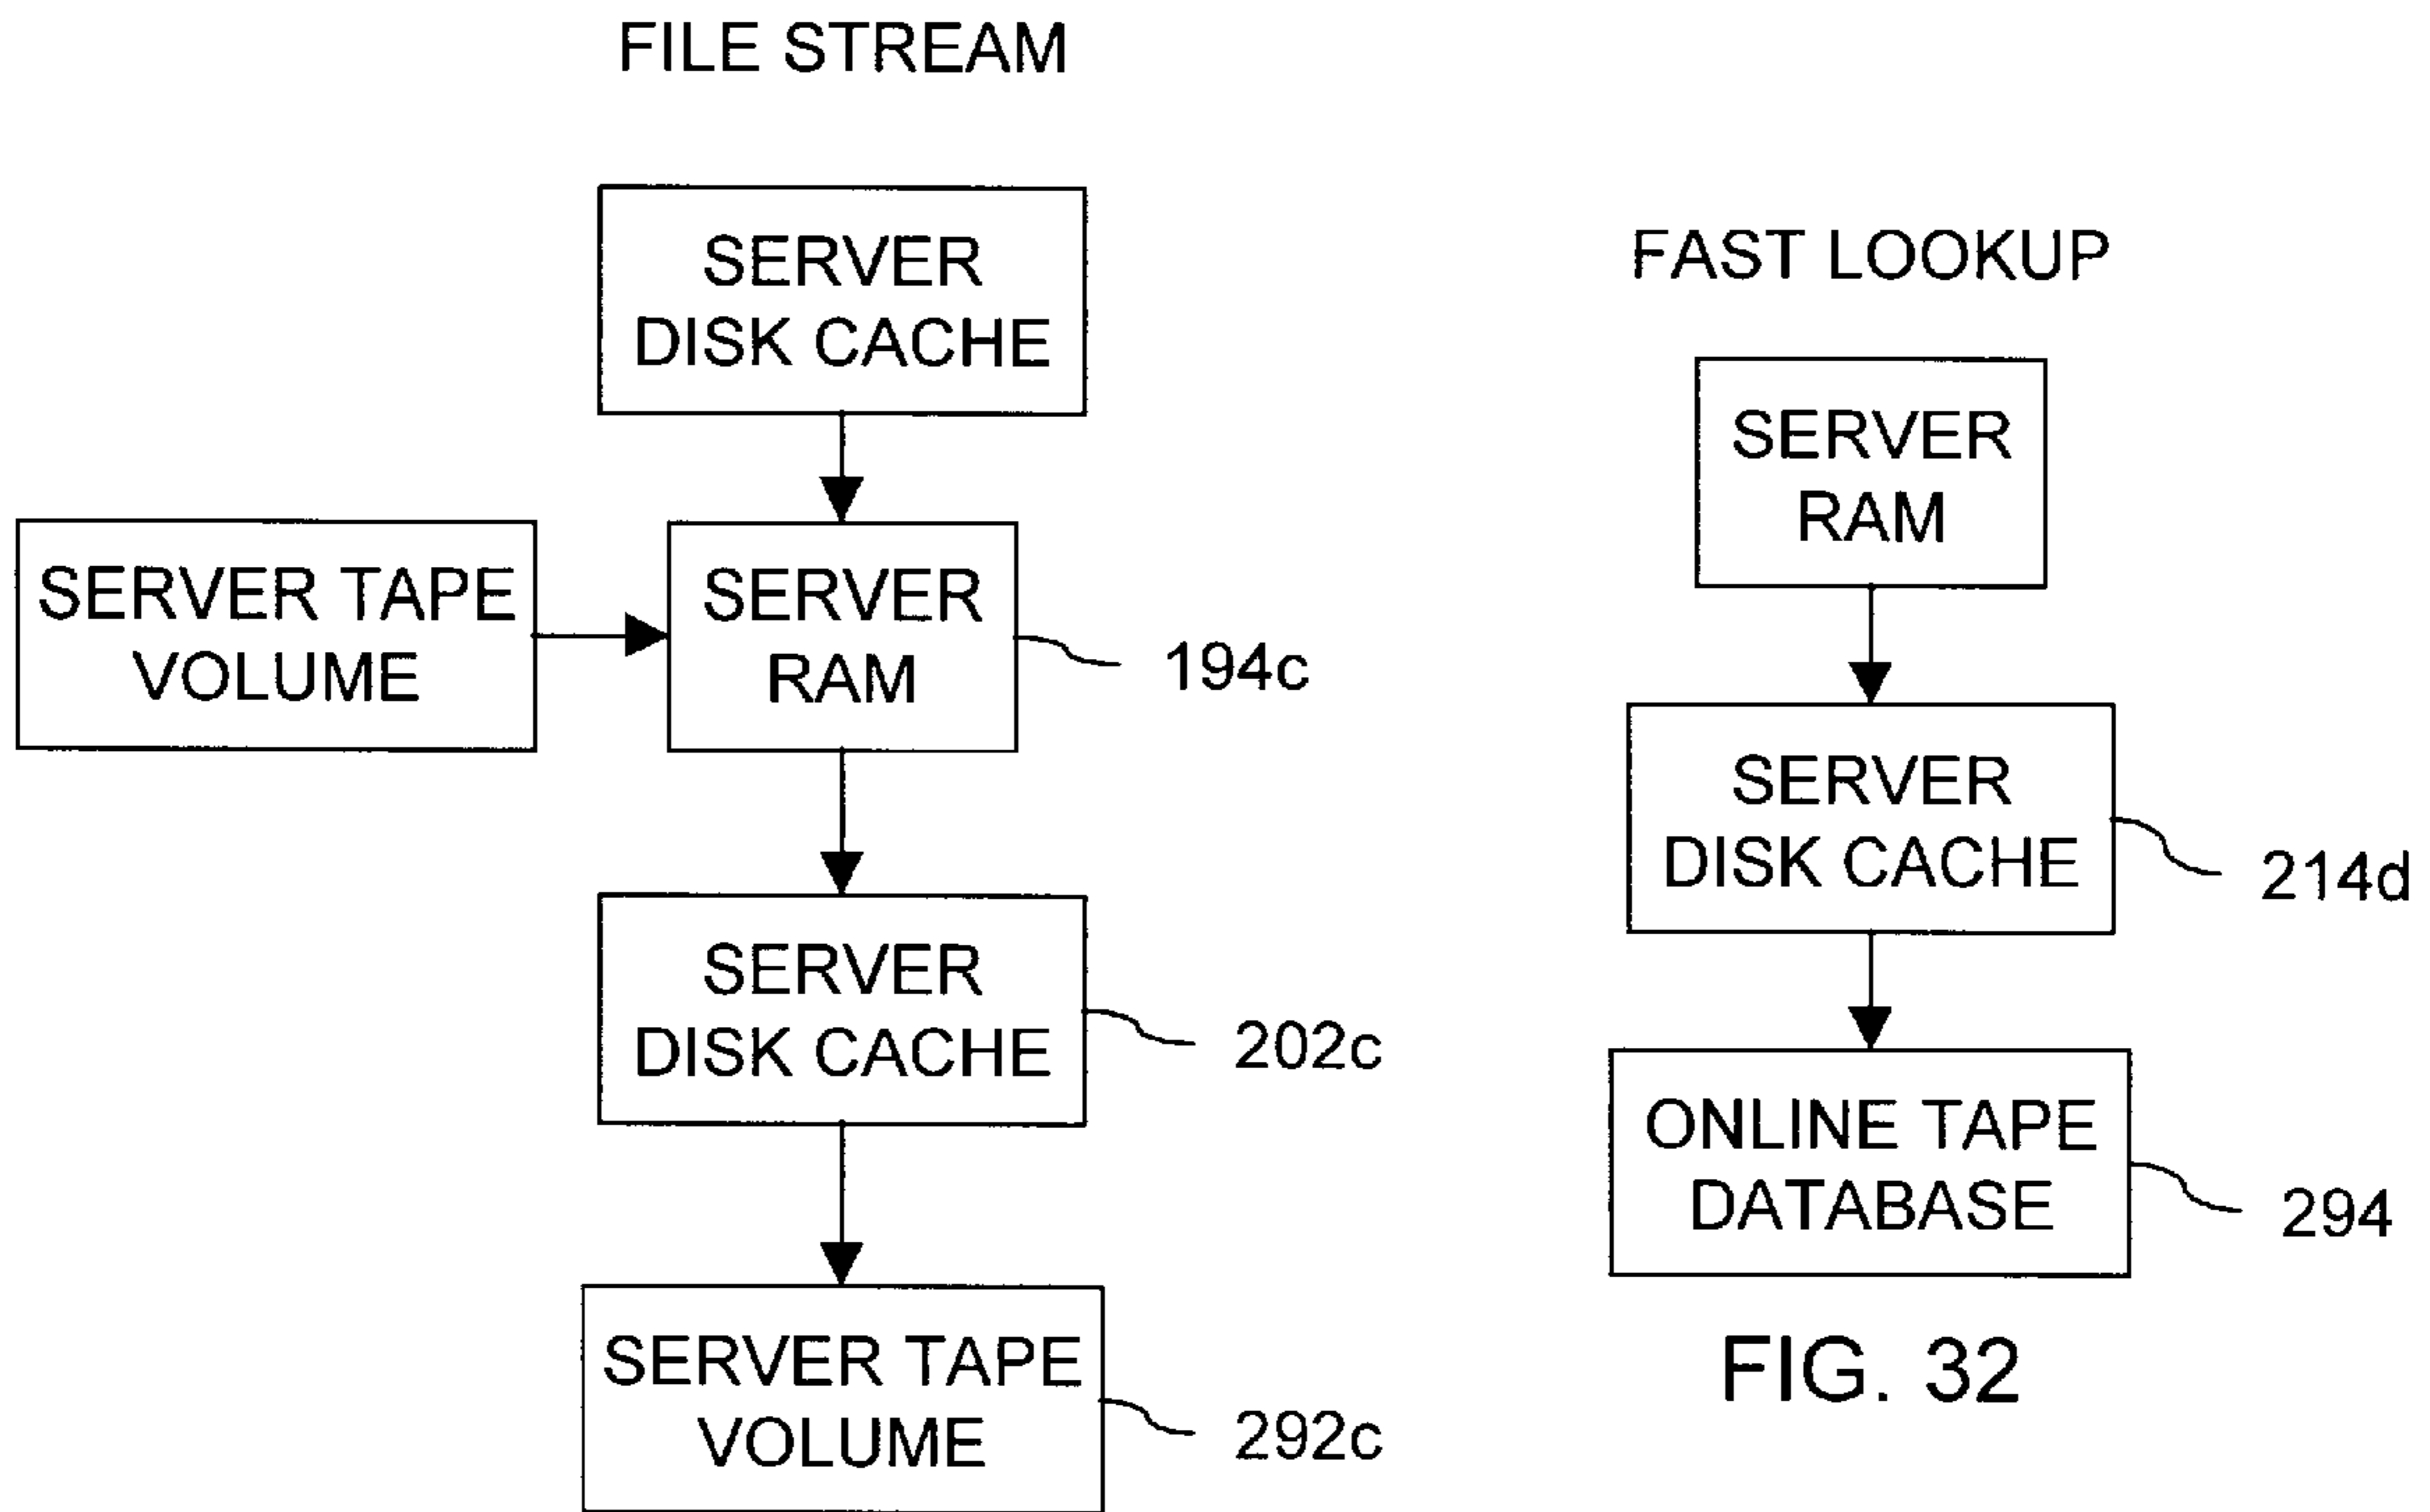 FILE STREAM
SERVER
DISK CACHE
SERVER TAPE
VOLUME
SERVER
RAM
194c
SERVER
DISK CACHE
202c
SERVER TAPE
VOLUME
292c
FAST LOOKUP
SERVER
RAM
SERVER
DISK CACHE
214d
ONLINE TAPE
DATABASE
294
FIG. 32